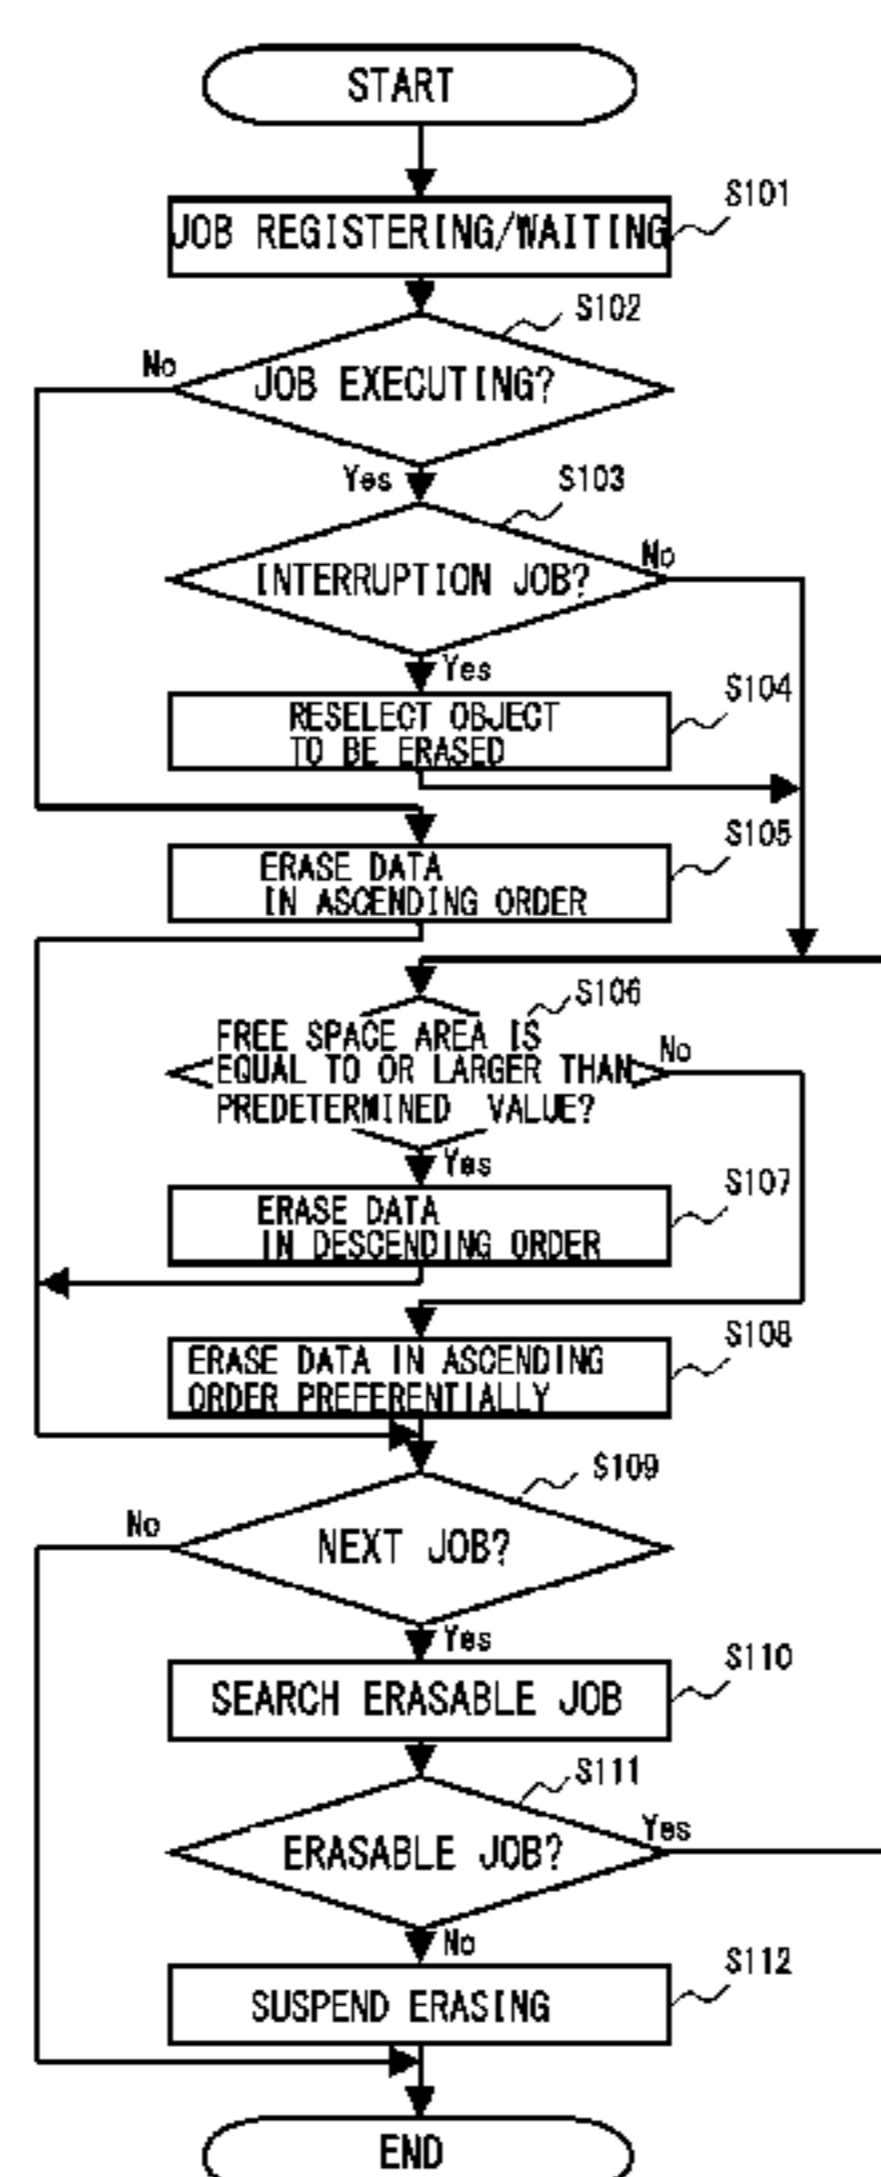 START
S101
JOB REGISTERING/WAITING
S102
No
JOB EXECUTING?
Yes
S103
No
INTERRUPTION JOB?
Yes
S104
RESELECT OBJECT
TO BE ERASED
S105
ERASE DATA
IN ASCENDING ORDER
S106
FREE SPACE AREA IS
No
EQUAL TO OR LARGER THAN
PREDETERMINED VALUE?
Yes
S107
ERASE DATA
IN DESCENDING ORDER
S108
ERASE DATA IN ASCENDING
ORDER PREFERENTIALLY
S109
No
NEXT JOB?
Yes
S110
SEARCH ERASABLE JOB
S111
Yes
ERASABLE JOB?
No
S112
SUSPEND ERASING
END